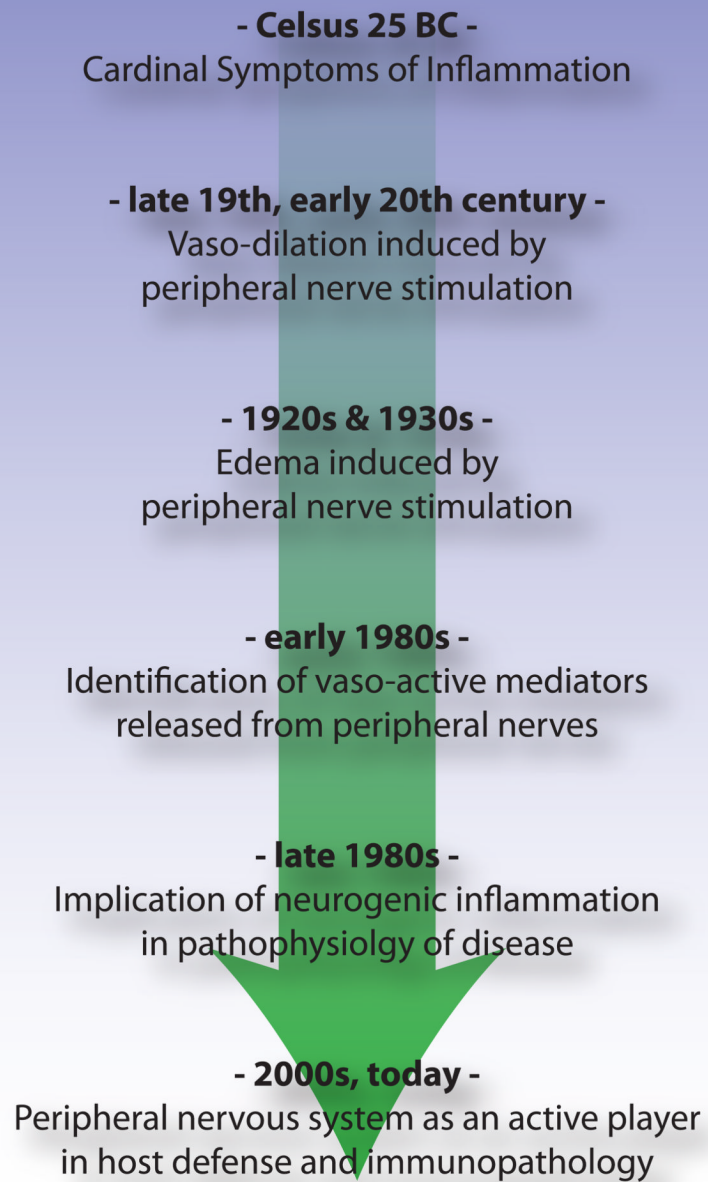 - Celsus 25 BC -
Cardinal Symptoms of Inflammation
- late 19th, early 20th century -
Vaso-dilation induced by
peripheral nerve stimulation
- 1920s & 1930s -
Edema induced by
peripheral nerve stimulation
- early 1980s -
Identification of vaso-active mediators
released from peripheral nerves
- late 1980s -
Implication of neurogenic inflammation
in pathophysiolgy of disease
- 2000s, today -
Peripheral nervous system as an active player
in host defense and immunopathology